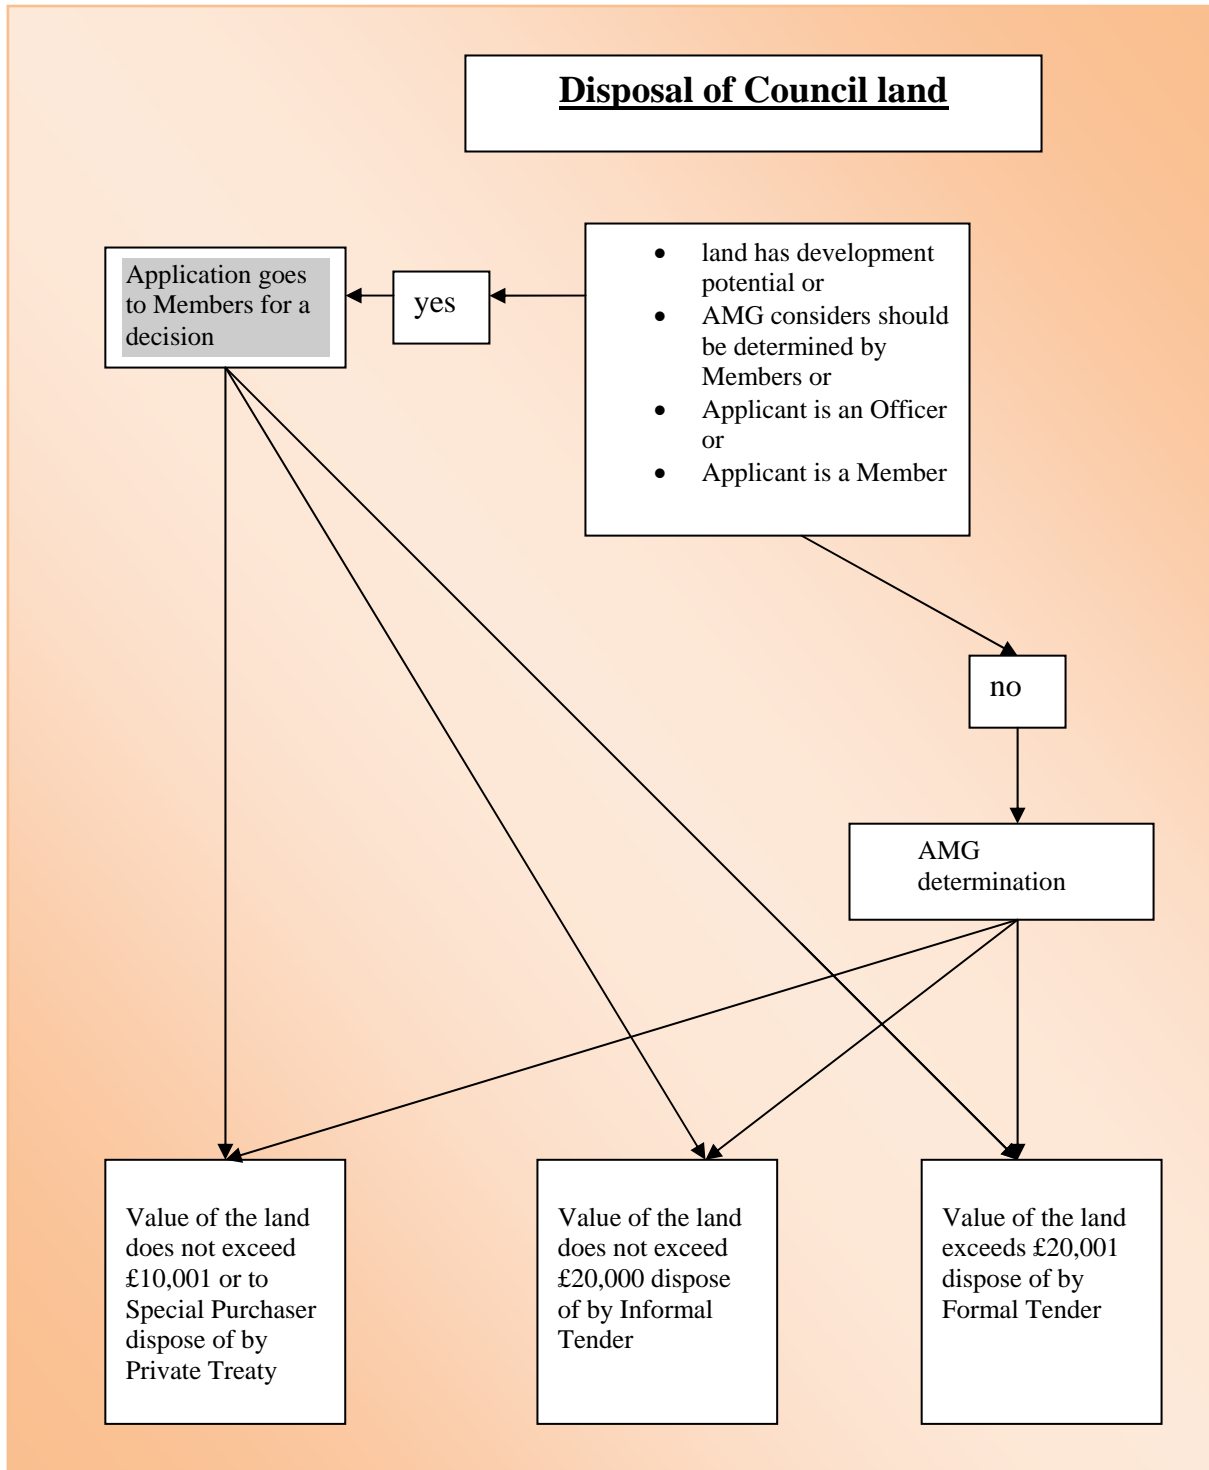 Disposal of Council land
Application goes
to Members for a
decision
yes
• land has development
potential or
• AMG considers should
be determined by
Members or
• Applicant is an Officer
or
• Applicant is a Member
no
AMG
determination
Value of the land
does not exceed
£10,001 or to
Special Purchaser
dispose of by
Private Treaty
Value of the land
does not exceed
£20,000 dispose
of by Informal
Tender
Value of the land
exceeds £20,001
dispose of by
Formal Tender